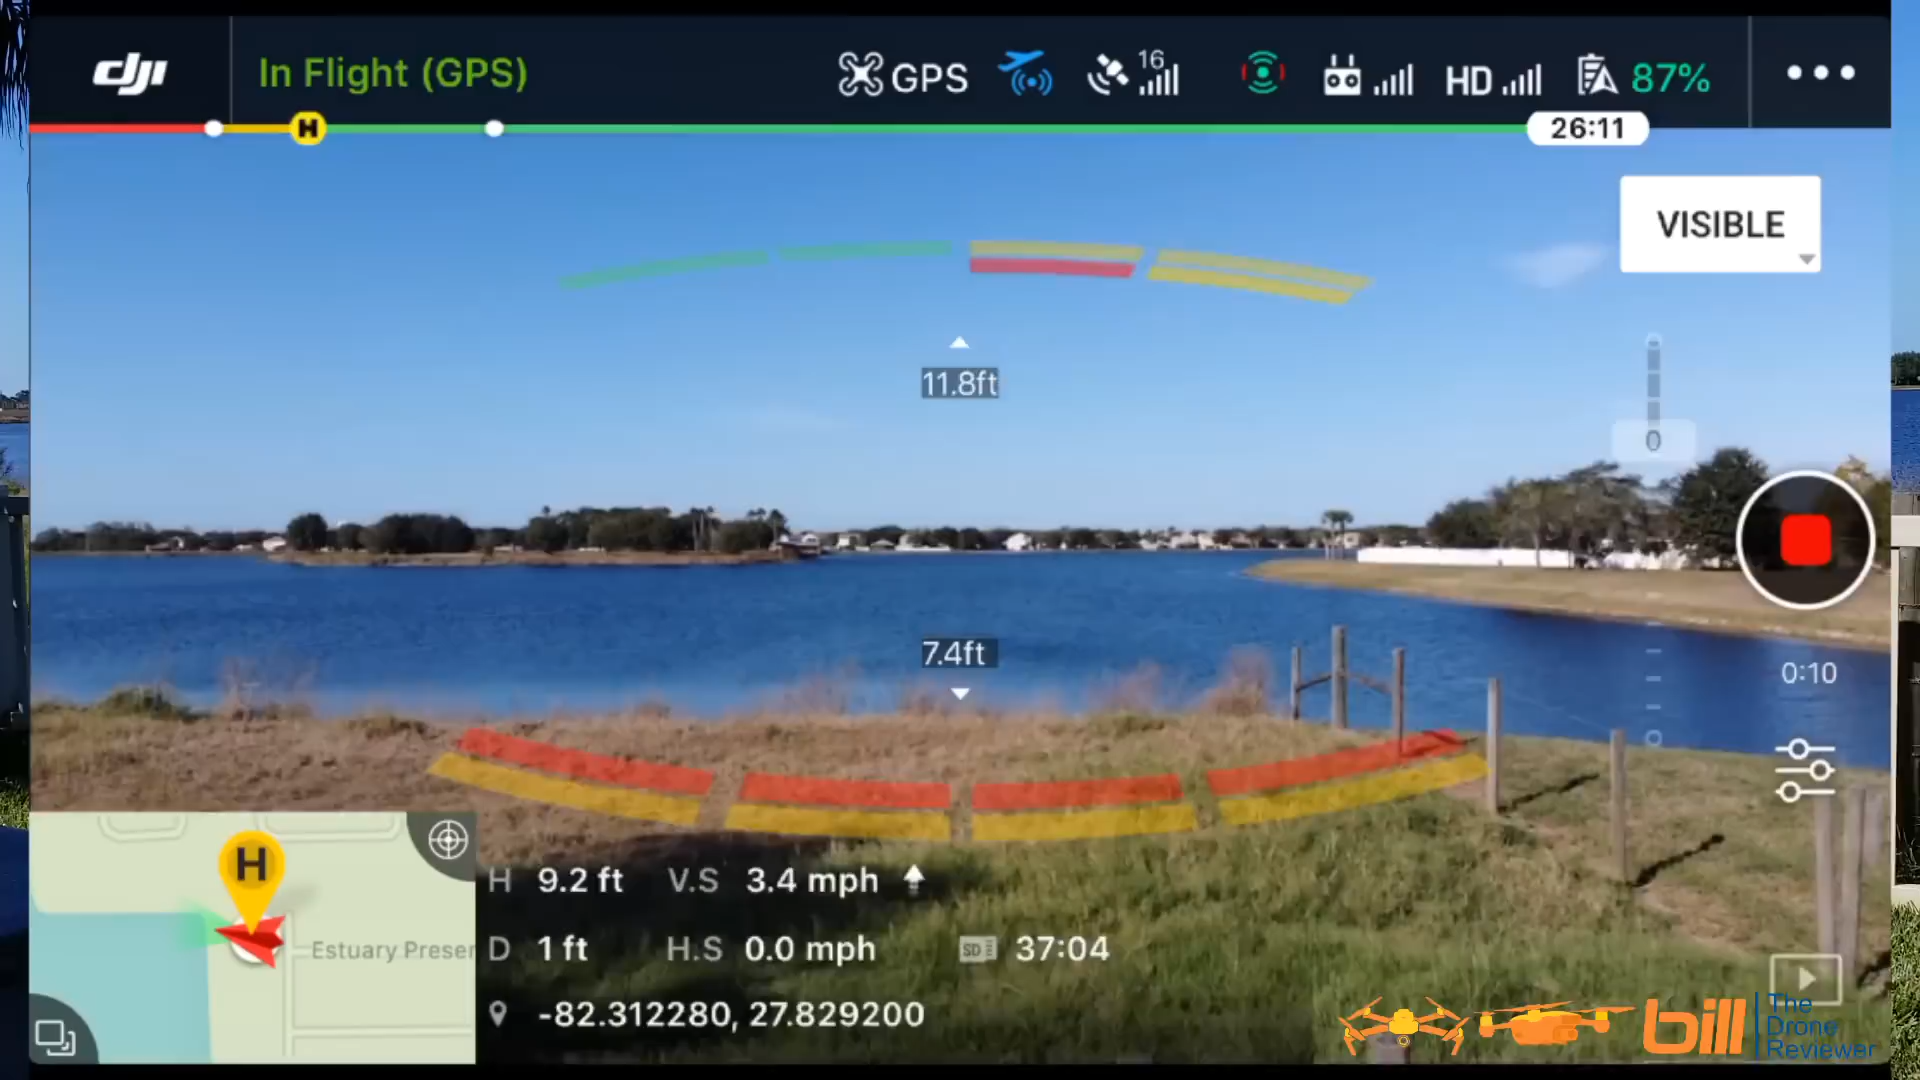 dji
In Flight (GPS)
GPS
16
HD
87%
H
26:11
VISIBLE
11.8ft
0
7.4ft
0:10
H
Estuary Preser
H 9.2 ft V.S 3.4 mph
D 1 ft H.S 0.0 mph SD 37:04
-82.312280, 27.829200
bill
The
Drone
Reviewer